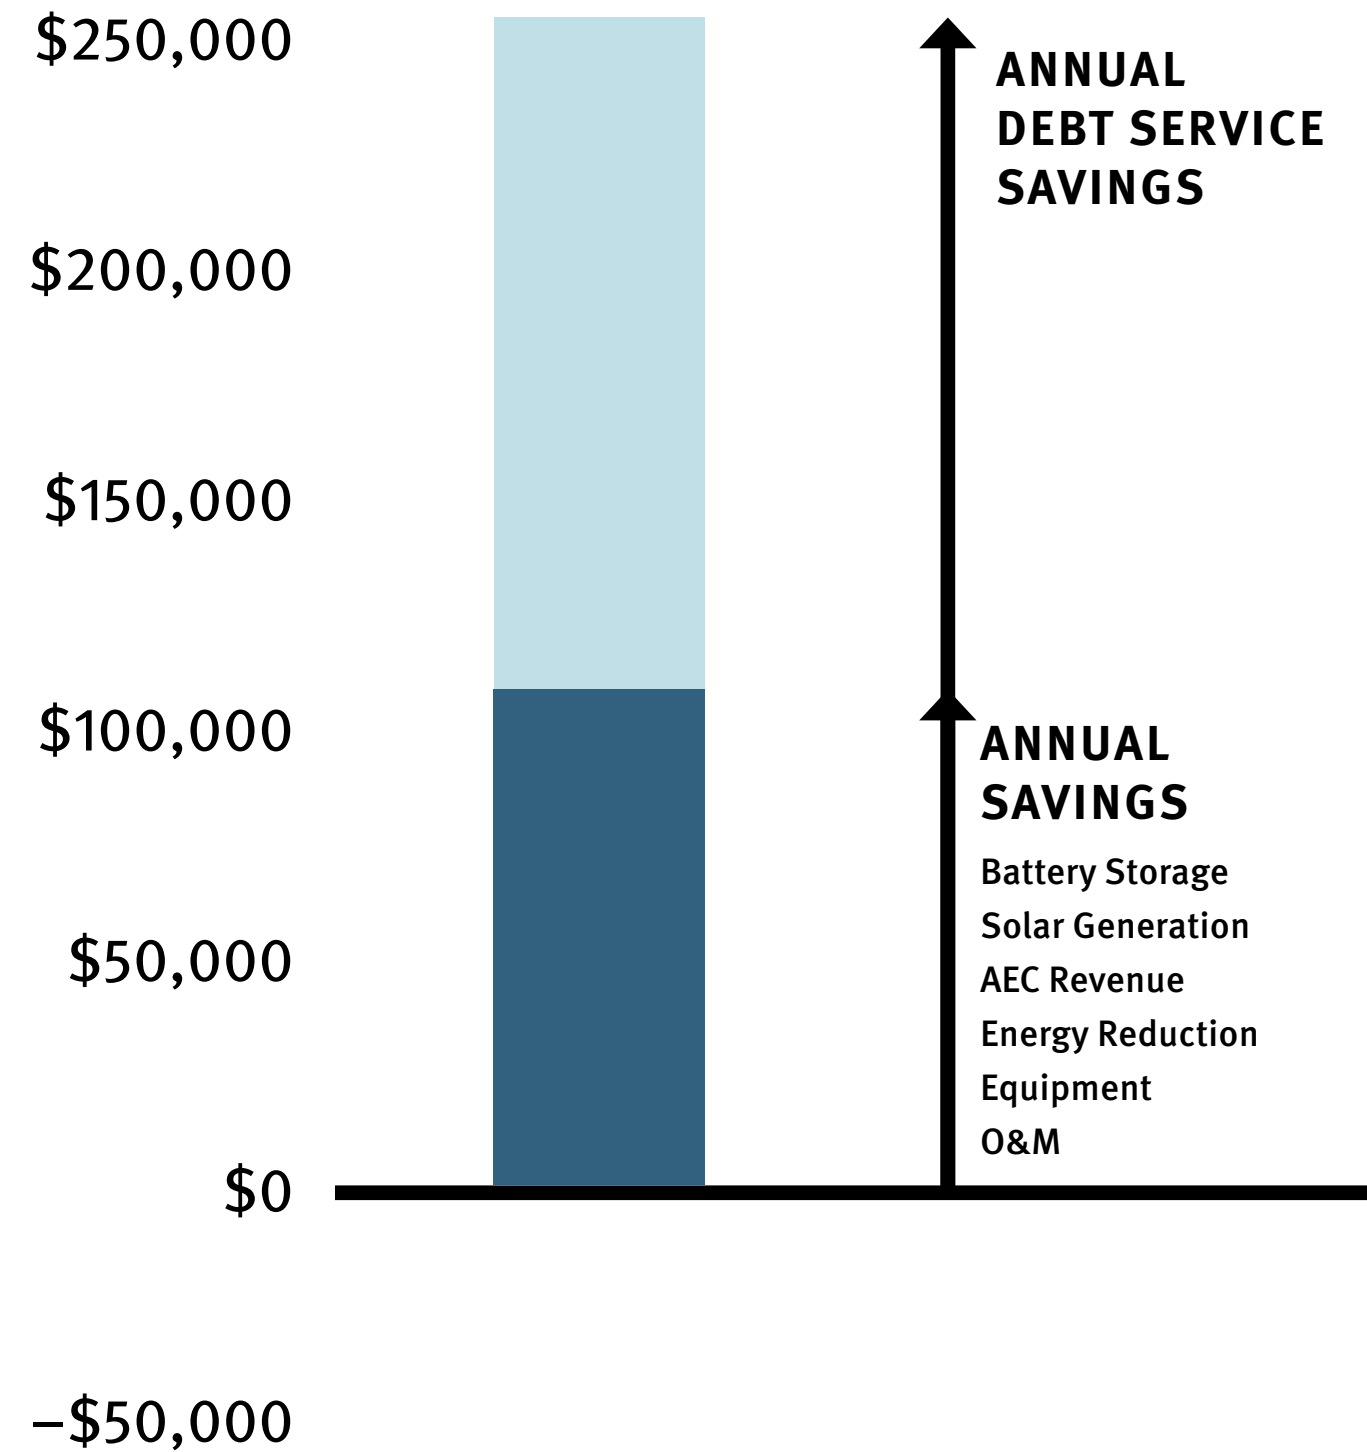 $250,000
ANNUAL
DEBT SERVICE
SAVINGS
$200,000
$150,000
$100,000
ANNUAL
SAVINGS
Battery Storage
Solar Generation
AEC Revenue
Energy Reduction
Equipment
O&M
$50,000
$0
–$50,000